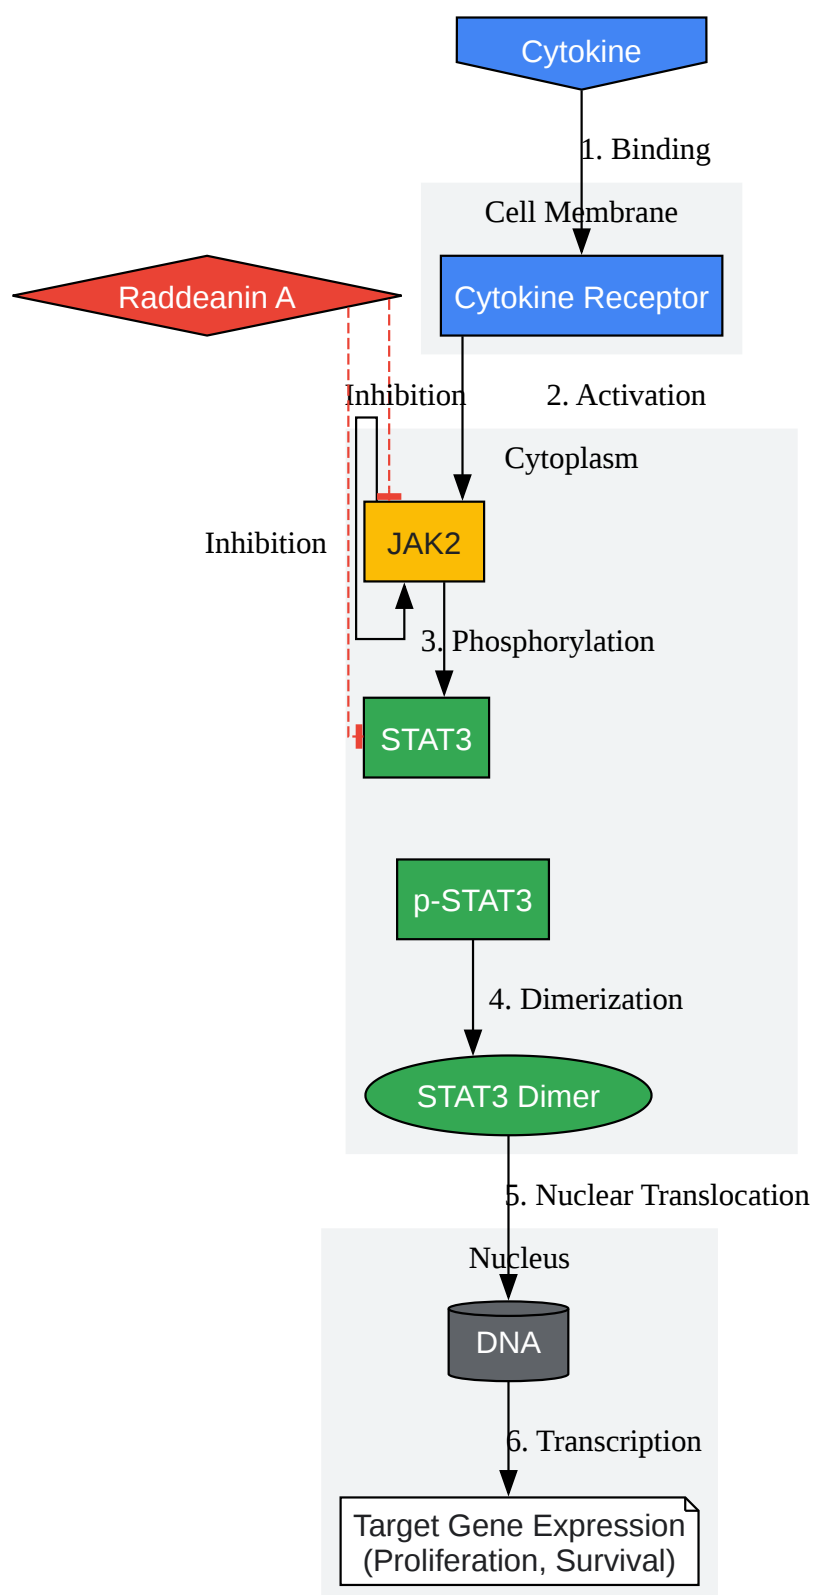 Cytokine
1. Binding
Cell Membrane
Raddeanin A
Cytokine Receptor
Inhibition
2. Activation
Cytoplasm
Inhibition
JAK2
3. Phosphorylation
STAT3
p-STAT3
4. Dimerization
STAT3 Dimer
5. Nuclear Translocation
Nucleus
DNA
6. Transcription
Target Gene Expression
(Proliferation, Survival)